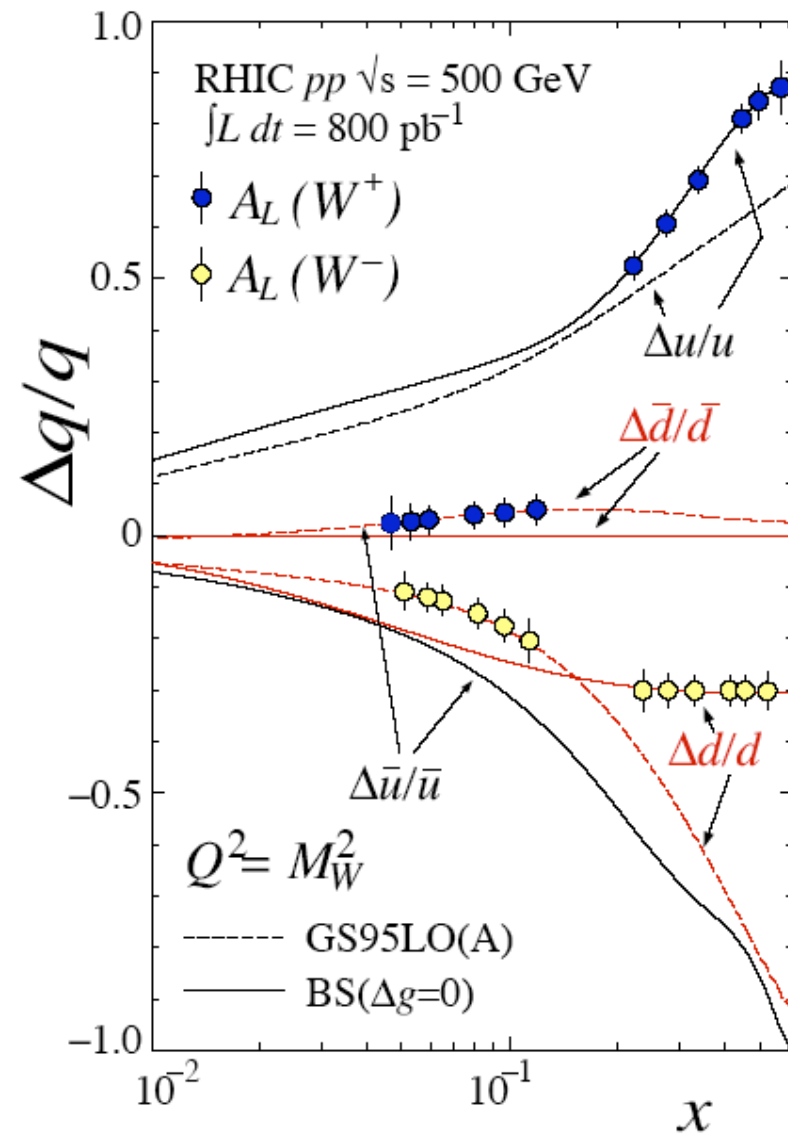 1.0
RHIC pp √s = 500 GeV
∫L dt = 800 pb⁻¹
A_L (W⁺)
A_L (W⁻)
0.5
Δu/u
Δq/q
Δd̄/d̄
0
Δd/d
Δū/ū
−0.5
Q² = M_W²
GS95LO(A)
BS(Δg=0)
−1.0
10⁻²
10⁻¹
x